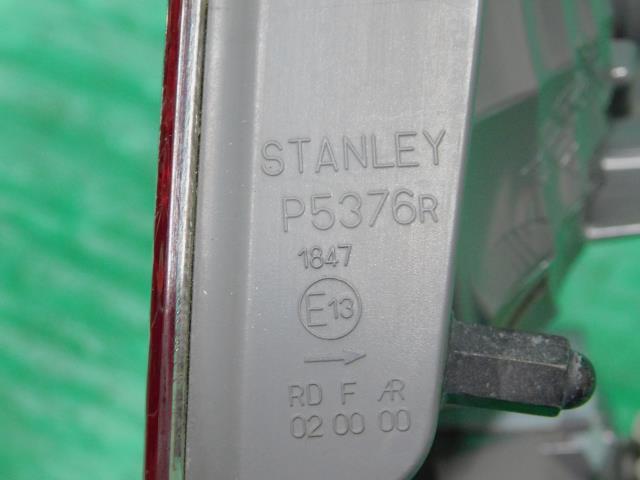 STANLEY
P5376R
1847
E13
→
RD F AR
02 00 00